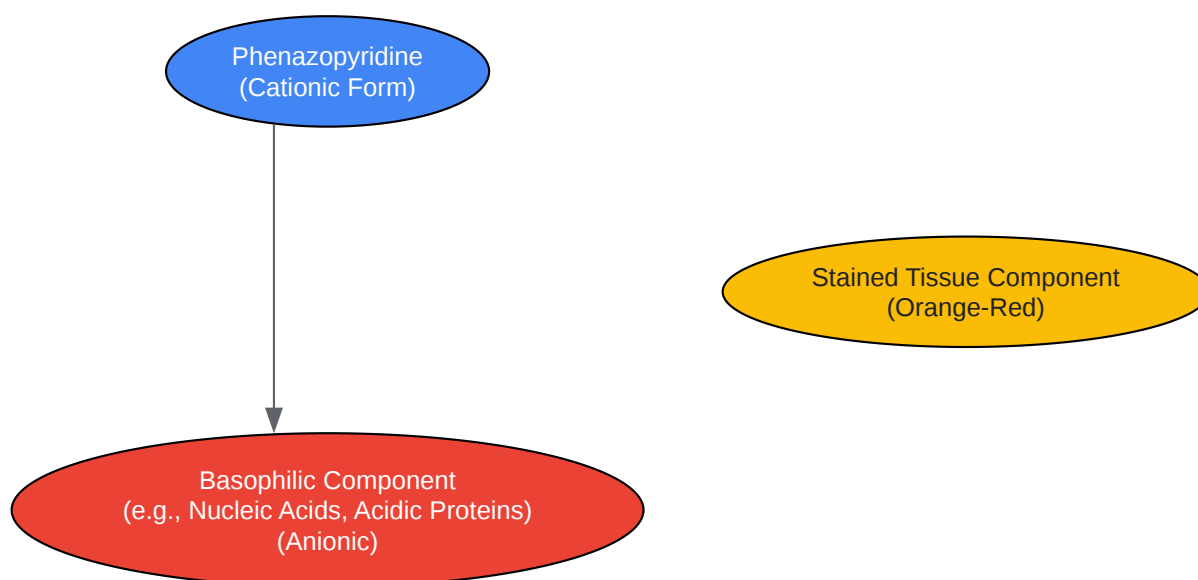 Phenazopyridine
(Cationic Form)
Stained Tissue Component
(Orange-Red)
Basophilic Component
(e.g., Nucleic Acids, Acidic Proteins)
(Anionic)